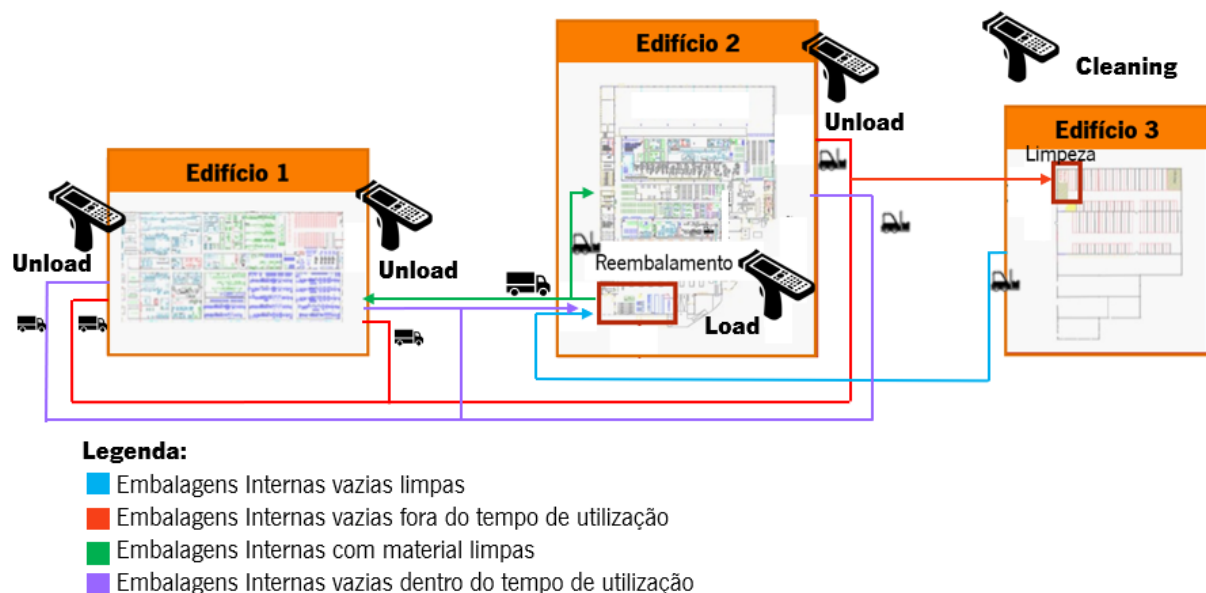 Edifício 2
Cleaning
Unload
Edifício 3
Limpeza
Edifício 1
Unload
Unload
Reembalamento
Load
Legenda:
Embalagens Internas vazias limpas
Embalagens Internas vazias fora do tempo de utilização
Embalagens Internas com material limpas
Embalagens Internas vazias dentro do tempo de utilização